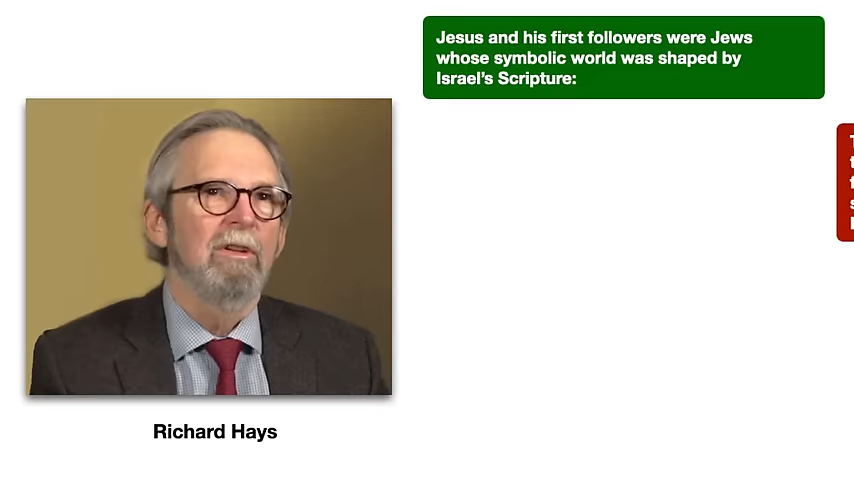 Jesus and his first followers were Jews
whose symbolic world was shaped by
Israel's Scripture:
Richard Hays